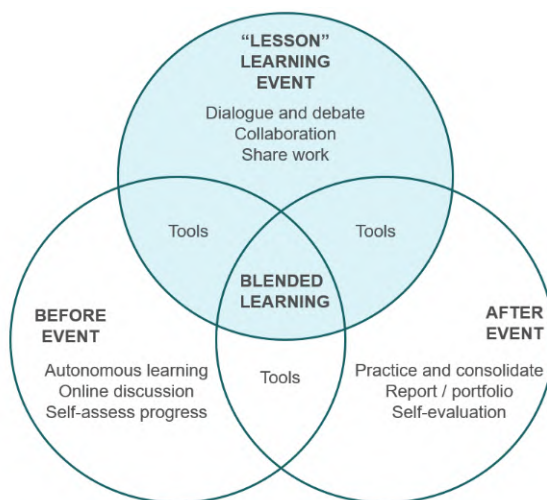 “LESSON”
LEARNING
EVENT
Dialogue and debate
Collaboration
Share work
Tools
Tools
BLENDED
LEARNING
BEFORE
EVENT
Autonomous learning
Online discussion
Self-assess progress
Tools
AFTER
EVENT
Practice and consolidate
Report / portfolio
Self-evaluation